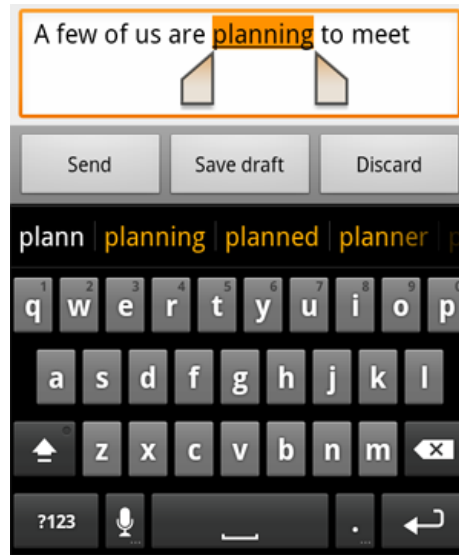 A few of us are planning to meet
Send Save draft Discard
plann planning planned planner p
1 2 3 4 5 6 7 8 9 0
q w e r t y u i o p
a s d f g h j k l
z x c v b n m
?123 ... . ...